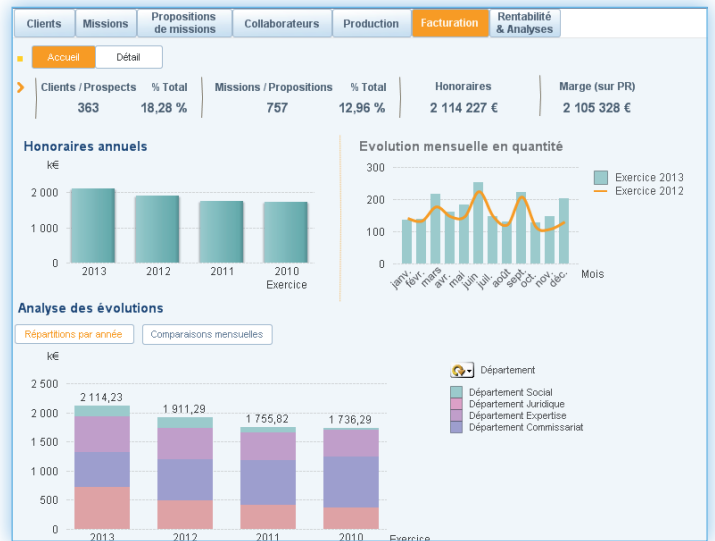 Clients Missions Propositions de missions Collaborateurs Production Facturation Rentabilité & Analyses
Accueil Détail
Clients / Prospects % Total Missions / Propositions % Total Honoraires Marge (sur PR)
363 18,28 % 757 12,96 % 2 114 227 € 2 105 328 €
Honoraires annuels
k€
2 000
1 000
0
2013 2012 2011 2010
Exercice
Evolution mensuelle en quantité
300
200
100
0
janv. févr. mars avr. mai juin juil. août sept. oct. nov. déc. Mois
Exercice 2013
Exercice 2012
Analyse des évolutions
Répartitions par année Comparaisons mensuelles
k€
2 500
2 000
1 500
1 000
500
0
2 114,23 1 911,29 1 755,82 1 736,29
2013 2012 2011 2010 Exercice
Département
Département Social
Département Juridique
Département Expertise
Département Commissariat